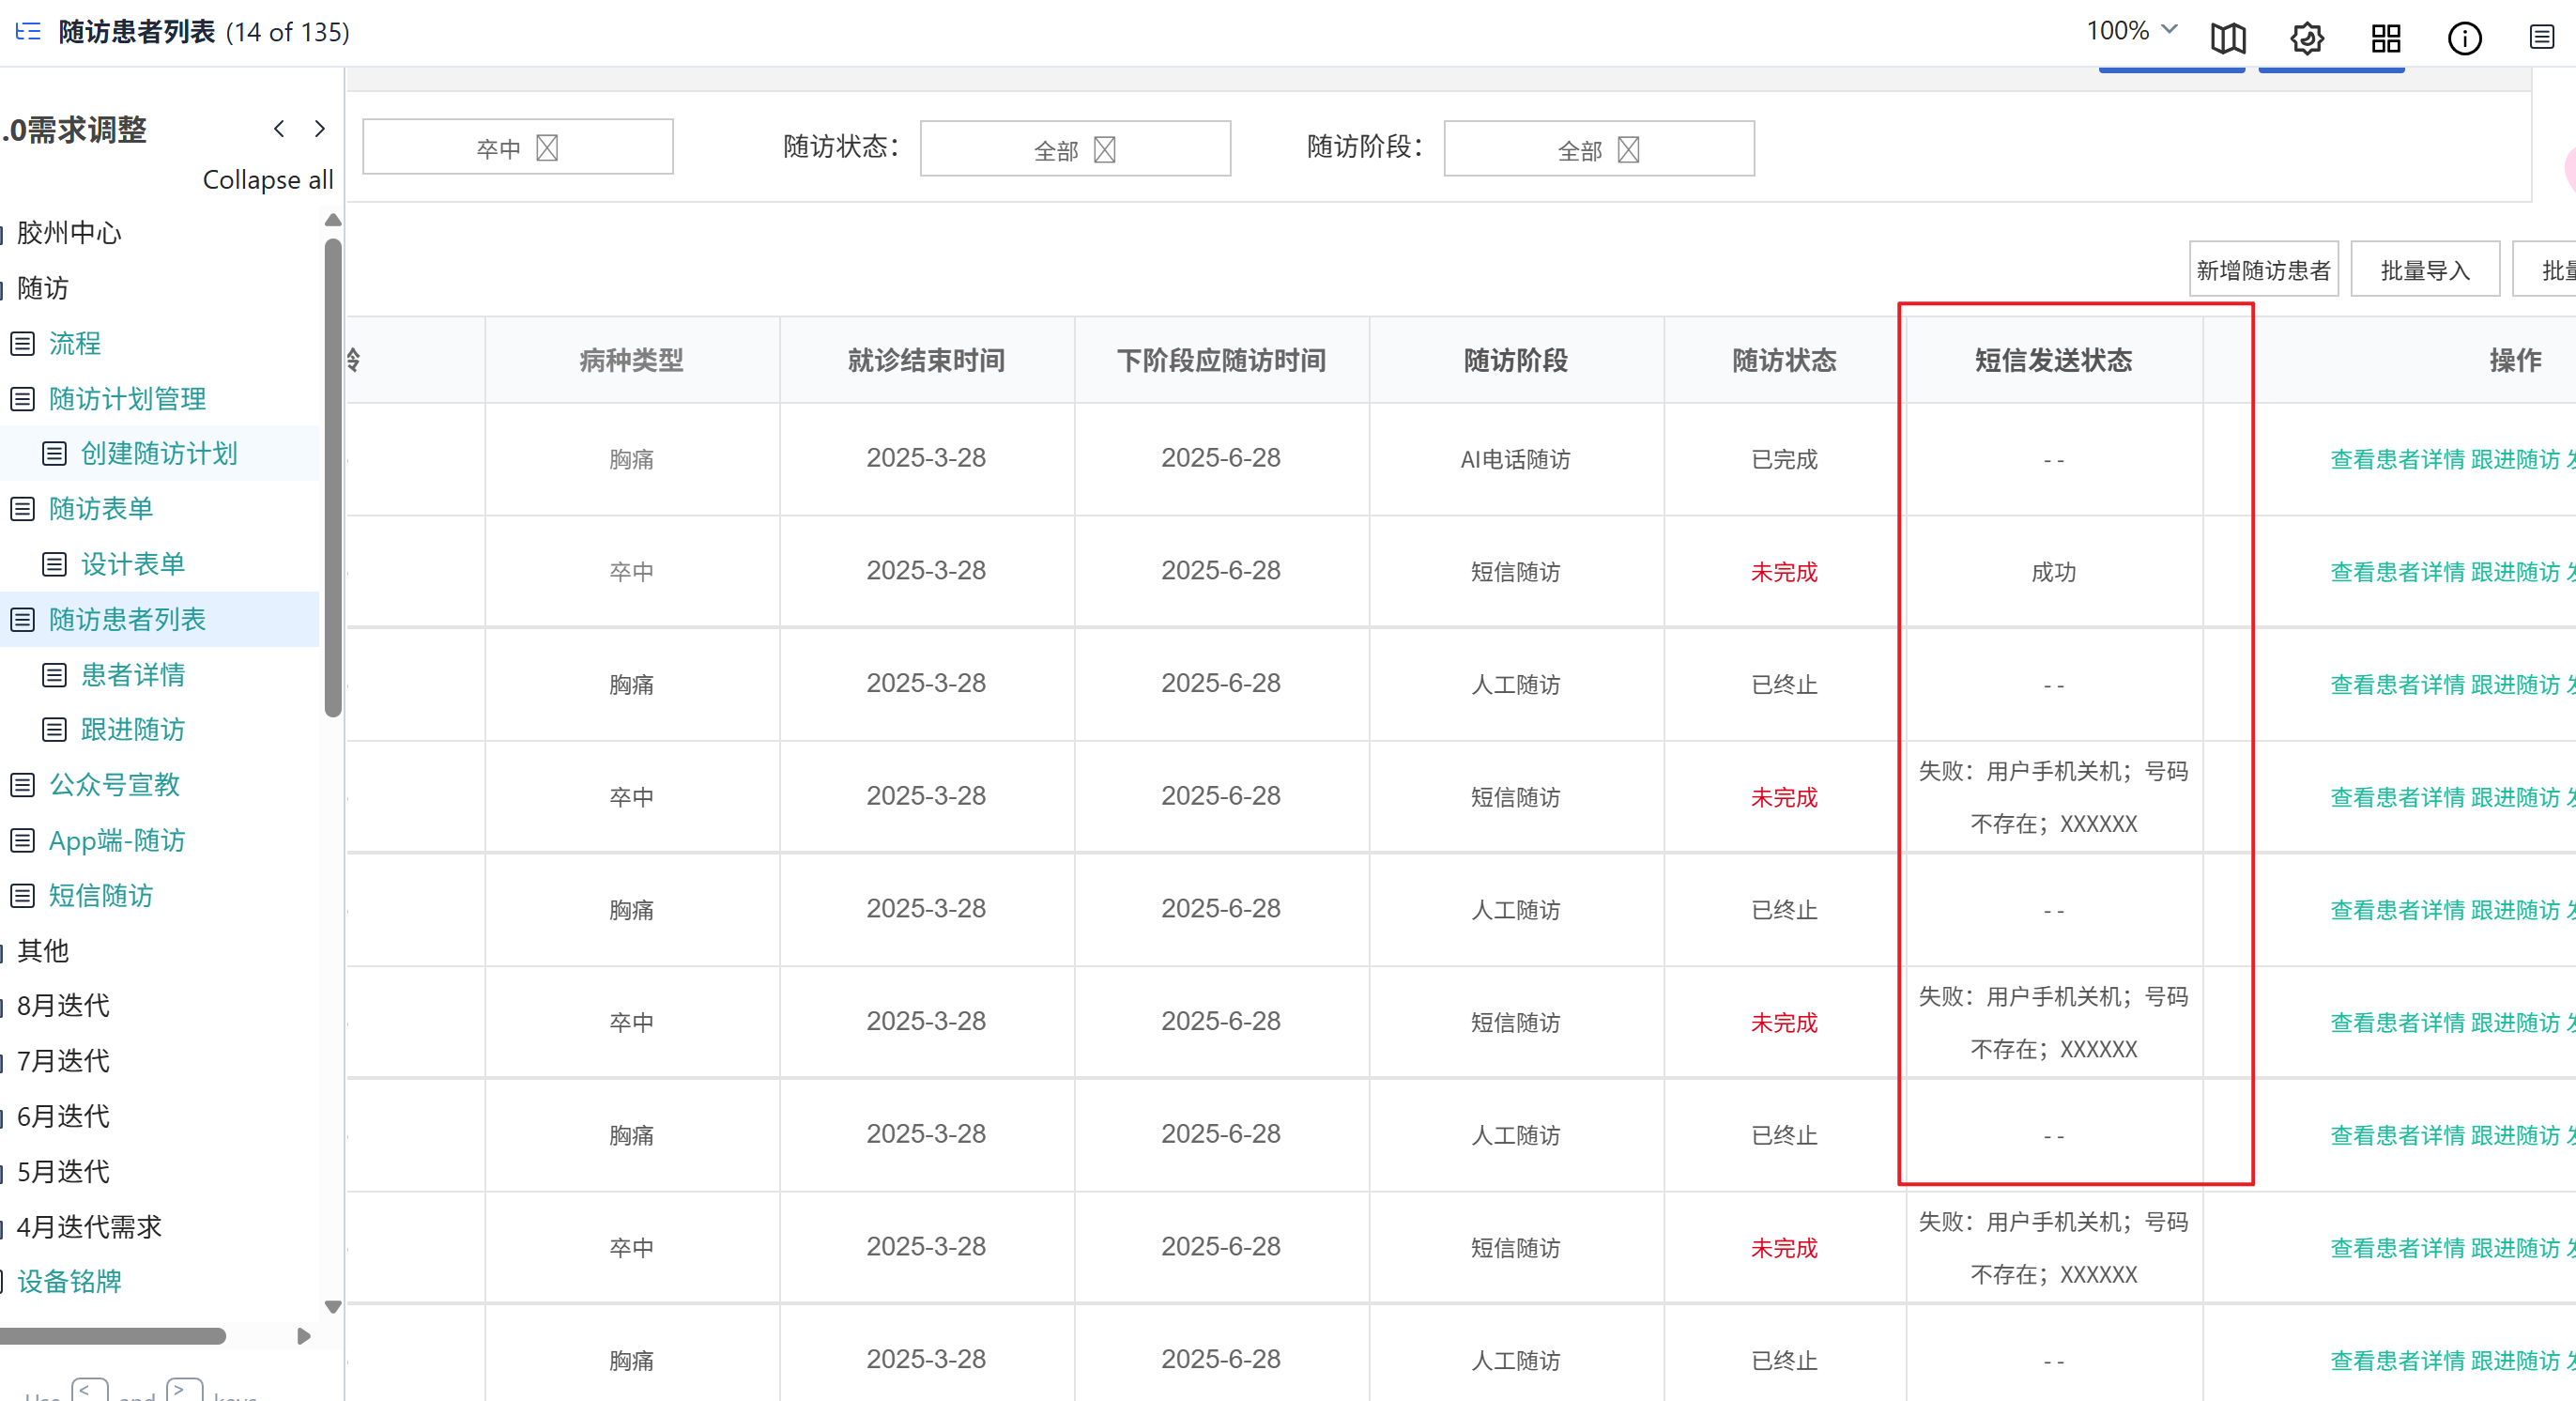 随访患者列表 (14 of 135)
100%
.0需求调整
Collapse all
胶州中心
随访
流程
随访计划管理
创建随访计划
随访表单
设计表单
随访患者列表
患者详情
跟进随访
公众号宣教
App端-随访
短信随访
其他
8月迭代
7月迭代
6月迭代
5月迭代
4月迭代需求
设备铭牌
Use < and > keys
卒中
随访状态：
全部
随访阶段：
全部
新增随访患者
批量导入
批量
病种类型 就诊结束时间 下阶段应随访时间 随访阶段 随访状态 短信发送状态 操作
胸痛 2025-3-28 2025-6-28 AI电话随访 已完成 -- 查看患者详情 跟进随访
卒中 2025-3-28 2025-6-28 短信随访 未完成 成功 查看患者详情 跟进随访
胸痛 2025-3-28 2025-6-28 人工随访 已终止 -- 查看患者详情 跟进随访
卒中 2025-3-28 2025-6-28 短信随访 未完成 失败：用户手机关机；号码 查看患者详情 跟进随访
不存在；XXXXXX
胸痛 2025-3-28 2025-6-28 人工随访 已终止 -- 查看患者详情 跟进随访
卒中 2025-3-28 2025-6-28 短信随访 未完成 失败：用户手机关机；号码 查看患者详情 跟进随访
不存在；XXXXXX
胸痛 2025-3-28 2025-6-28 人工随访 已终止 -- 查看患者详情 跟进随访
卒中 2025-3-28 2025-6-28 短信随访 未完成 失败：用户手机关机；号码 查看患者详情 跟进随访
不存在；XXXXXX
胸痛 2025-3-28 2025-6-28 人工随访 已终止 -- 查看患者详情 跟进随访